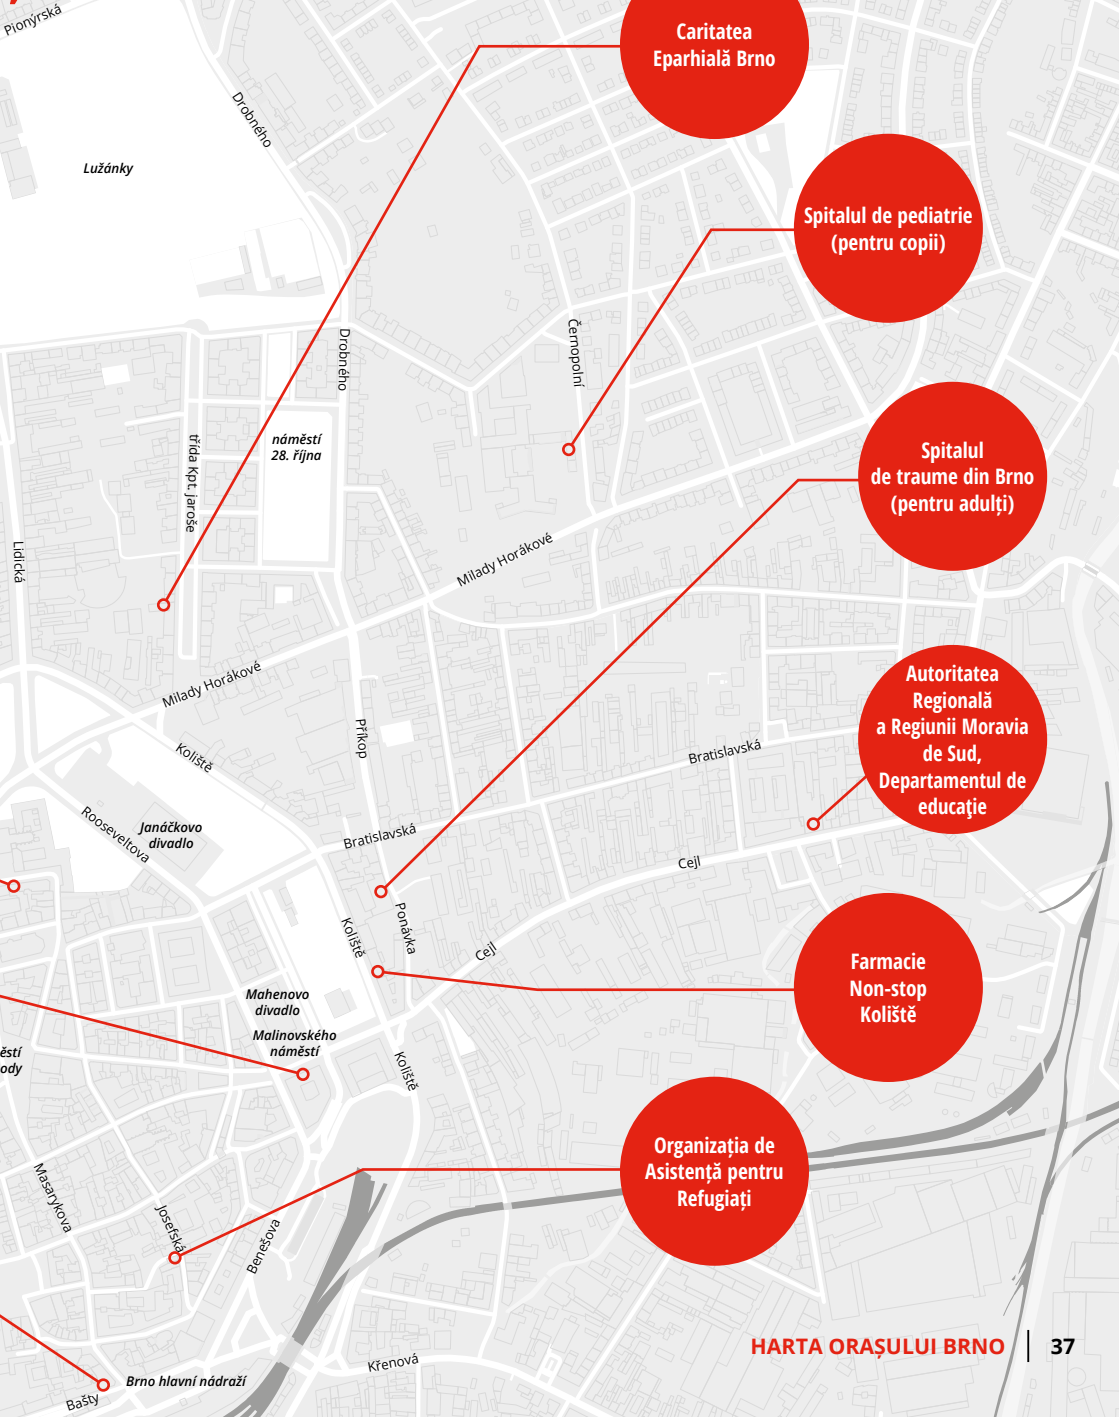 Pionýrská
Caritatea
Eparhială Brno
Drobného
Lužánky
Spitalul de pediatrie
(pentru copii)
Černopolní
Drobného
náměstí
28. října
třída Kpt. jaroše
Spitalul
de traume din Brno
(pentru adulți)
Lidická
Milady Horákové
Milady Horákové
Autoritatea
Regională
a Regiunii Moravia
de Sud,
Departamentul de
educaţie
Příkop
Koliště
Bratislavská
Rooseveltova
Janáčkovo
divadlo
Bratislavská
Cejl
Ponávka
Koliště
Cejl
Farmacie
Non-stop
Koliště
Mahenovo
divadlo
Malinovského
náměstí
ěstí
ody
Koliště
Organizația de
Asistență pentru
Refugiați
Masarykova
Josefská
Benešova
HARTA ORAȘULUI BRNO
37
Křenová
Brno hlavní nádraží
Bašty